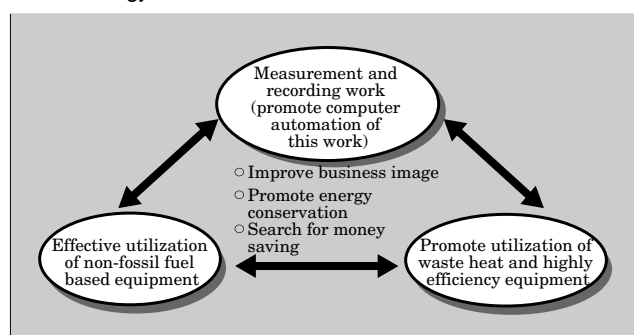 Measurement and
recording work
(promote computer
automation of
this work)
○ Improve business image
○ Promote energy
conservation
○ Search for money
saving
Effective utilization
of non-fossil fuel
based equipment
Promote utilization of
waste heat and highly
efficiency equipment